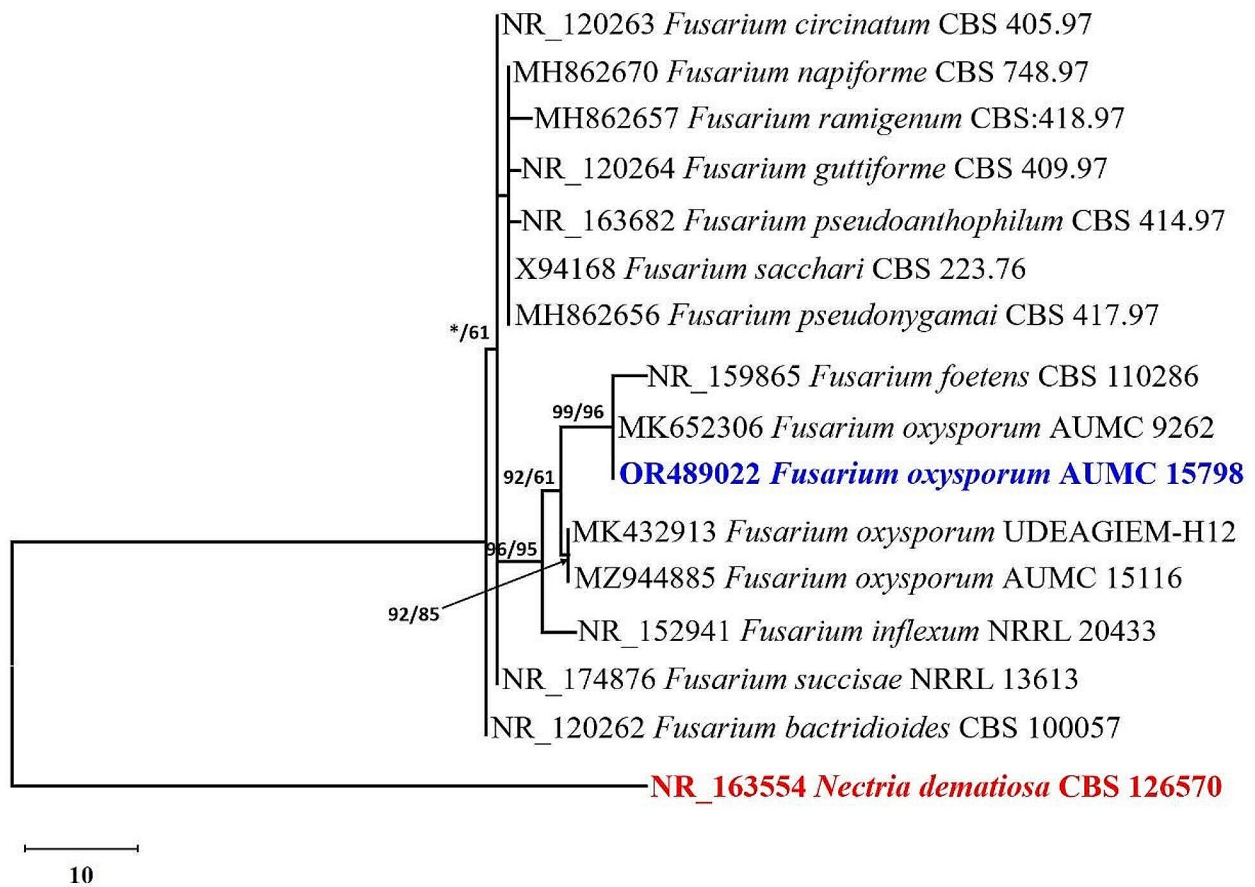 NR_120263 Fusarium circinatum CBS 405.97
MH862670 Fusarium napiforme CBS 748.97
MH862657 Fusarium ramigenum CBS:418.97
NR_120264 Fusarium guttiforme CBS 409.97
NR_163682 Fusarium pseudoanthophilum CBS 414.97
X94168 Fusarium sacchari CBS 223.76
MH862656 Fusarium pseudonygamai CBS 417.97
*/61
NR_159865 Fusarium foetens CBS 110286
99/96
MK652306 Fusarium oxysporum AUMC 9262
92/61
OR489022 Fusarium oxysporum AUMC 15798
MK432913 Fusarium oxysporum UDEAGIEM-H12
96/95
MZ944885 Fusarium oxysporum AUMC 15116
92/85
NR_152941 Fusarium inflexum NRRL 20433
NR_174876 Fusarium succisae NRRL 13613
NR_120262 Fusarium bactridioides CBS 100057
NR_163554 Nectria dematiosa CBS 126570
10